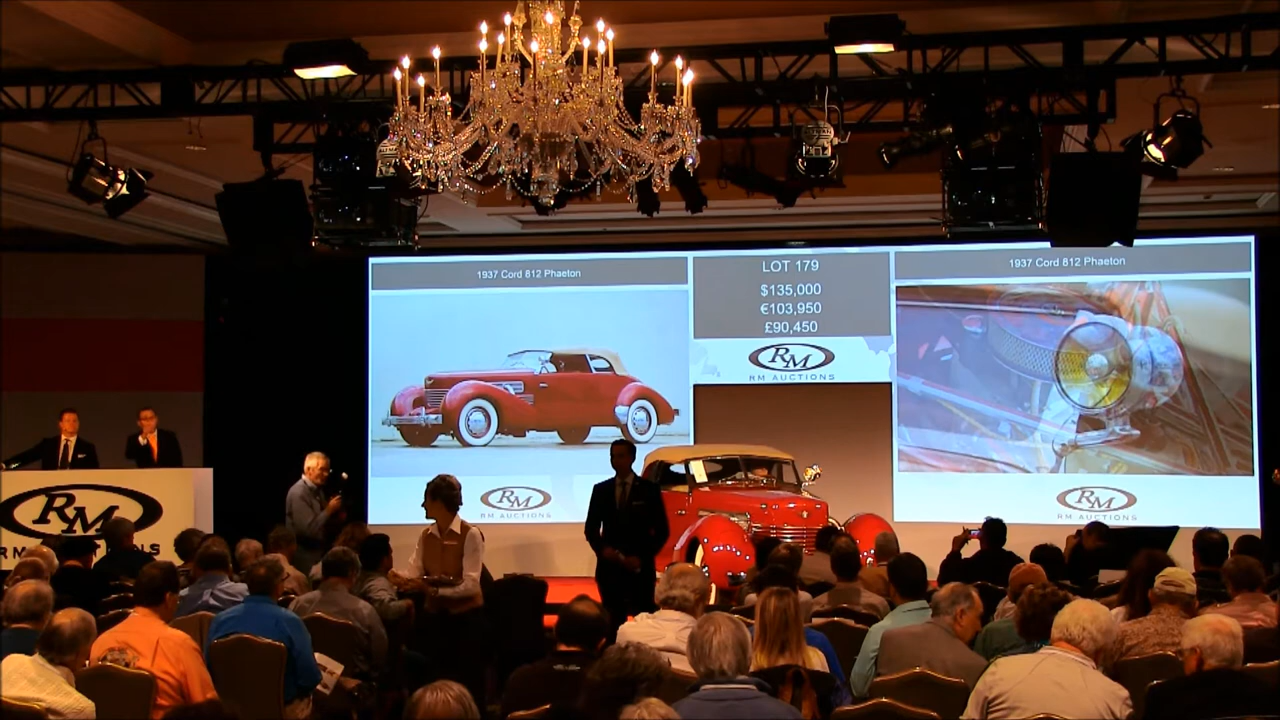 1937 Cord 812 Phaeton
LOT 179
$135,000
€103,950
£90,450
RM
RM AUCTIONS
1937 Cord 812 Phaeton
RM
RM AUCTIONS
RM
RM AUCTIONS
RM